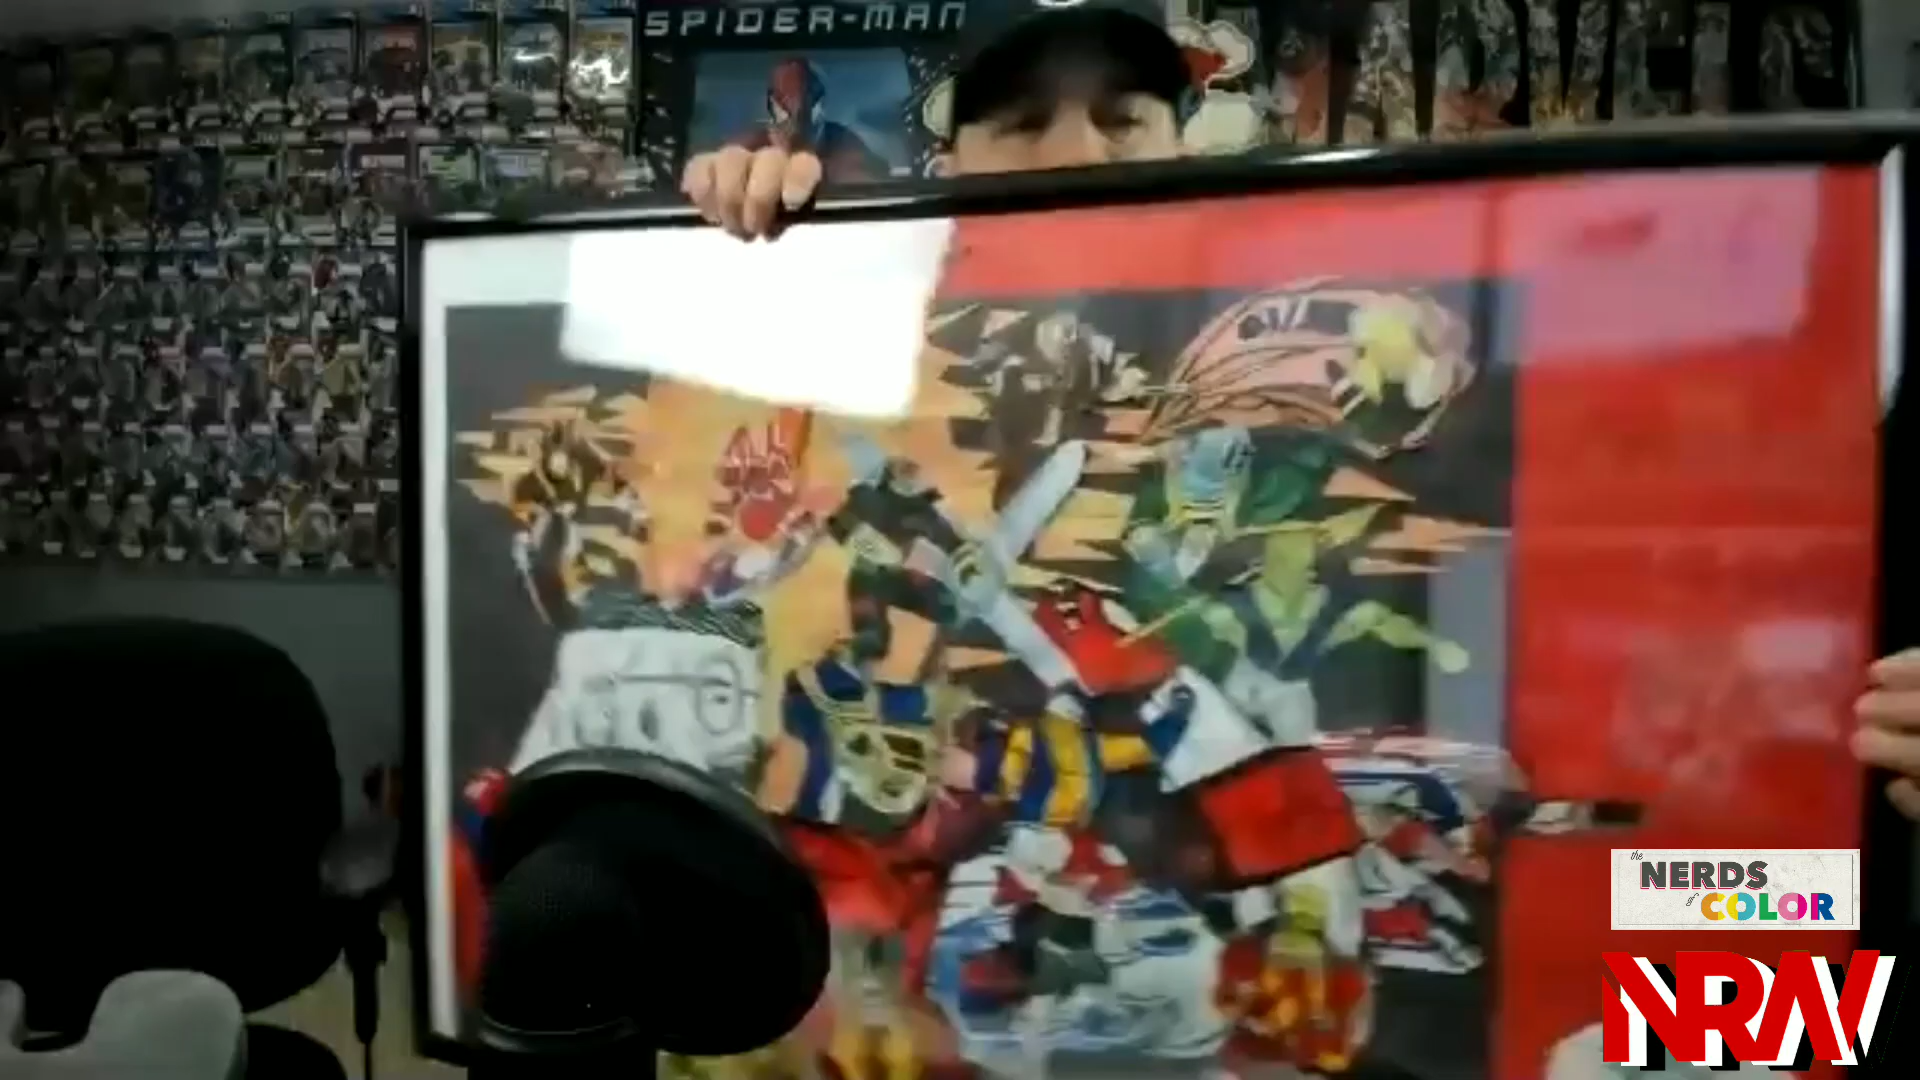 SPIDER-MAN
the
NERDS
of
COLOR
NRW